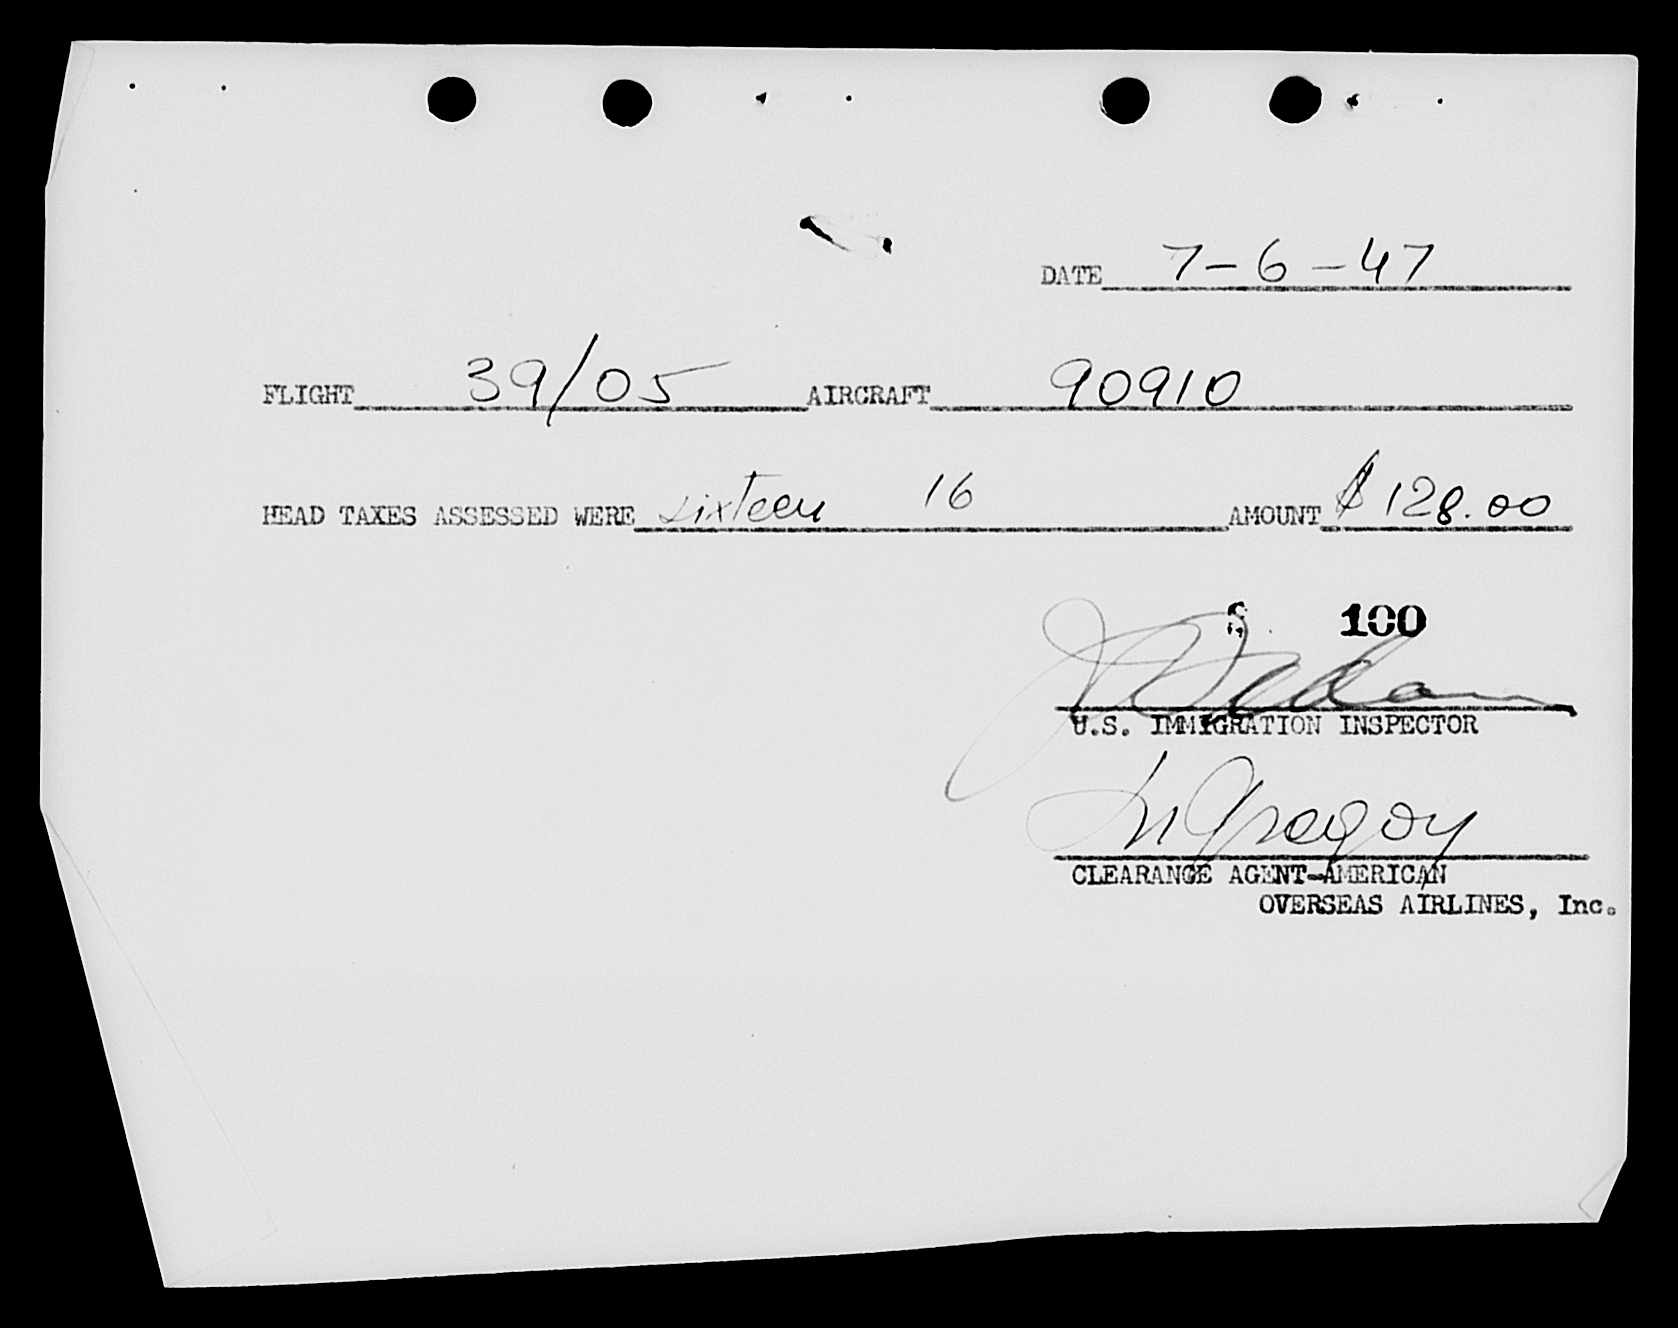 DATE 7-6-47
FLIGHT 39/05 AIRCRAFT 90910
HEAD TAXES ASSESSED WERE sixteen 16 AMOUNT $128.00
100
U.S. IMMIGRATION INSPECTOR
Gregory
CLEARANCE AGENT-AMERICAN
OVERSEAS AIRLINES, Inc.